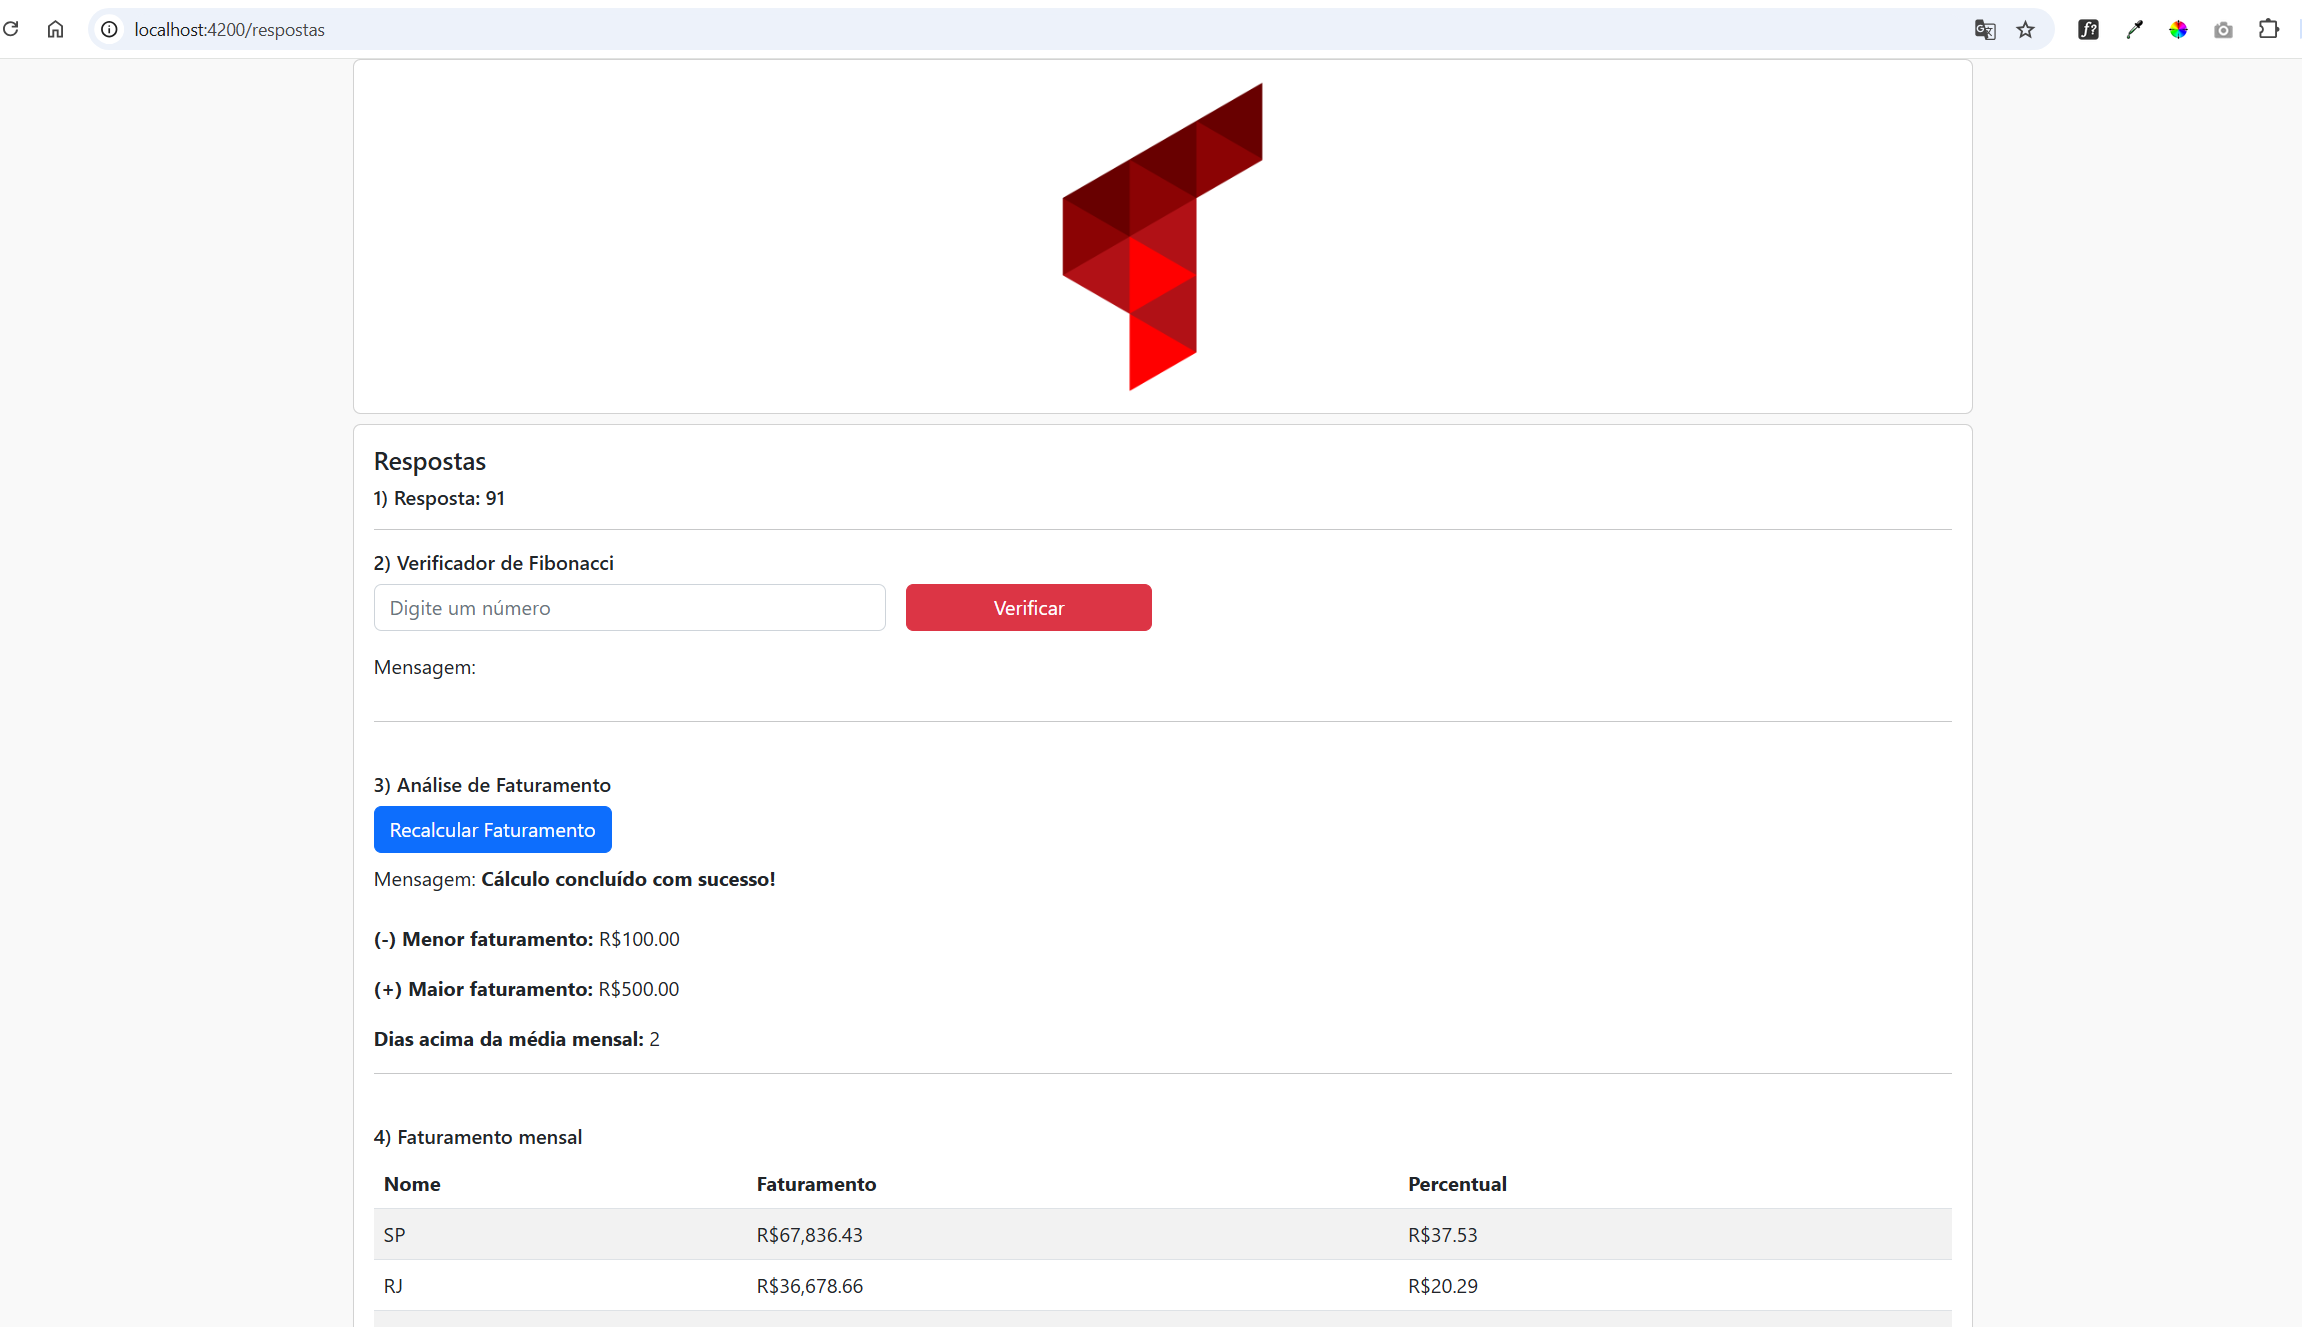 localhost:4200/respostas
Respostas
1) Resposta: 91
2) Verificador de Fibonacci
Digite um número
Verificar
Mensagem:
3) Análise de Faturamento
Recalcular Faturamento
Mensagem: Cálculo concluído com sucesso!
(-) Menor faturamento: R$100.00
(+) Maior faturamento: R$500.00
Dias acima da média mensal: 2
4) Faturamento mensal
Nome Faturamento Percentual
SP R$67,836.43 R$37.53
RJ R$36,678.66 R$20.29